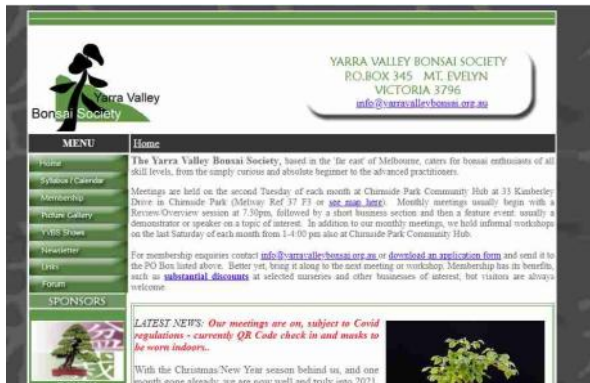 YARRA VALLEY BONSAI SOCIETY
P.O.BOX 345 MT. EVELYN
VICTORIA 3796
info@yarravalleybonsai.org.au
Yarra Valley
Bonsai Society
MENU
Home
Home
Syllabus / Calendar
Membership
Picture Gallery
YVBS Shows
Newsletter
Links
Forum
SPONSORS
The Yarra Valley Bonsai Society, based in the 'far east' of Melbourne, caters for bonsai enthusiasts of all
skill levels, from the simply curious and absolute beginner to the advanced practitioners.
Meetings are held on the second Tuesday of each month at Chirnside Park Community Hub at 33 Kimberley
Drive in Chirnside Park (Melway Ref 37 F3 or see map here). Monthly meetings usually begin with a
Review/Overview session at 7.30pm, followed by a short business section and then a feature event: usually a
demonstrator or speaker on a topic of interest. In addition to our monthly meetings, we hold informal workshops
on the last Saturday of each month from 1-4:00 pm also at Chirnside Park Community Hub.
For membership enquiries contact info@yarravalleybonsai.org.au or download an application form and send it to
the PO Box listed above. Better yet, bring it along to the next meeting or workshop. Membership has its benefits,
such as substantial discounts at selected nurseries and other businesses of interest, but visitors are always
welcome.
LATEST NEWS: Our meetings are on, subject to Covid
regulations - currently QR Code check in and masks to
be worn indoors..
With the Christmas/New Year season behind us, and one
month gone already, we are now well and truly into 2021.